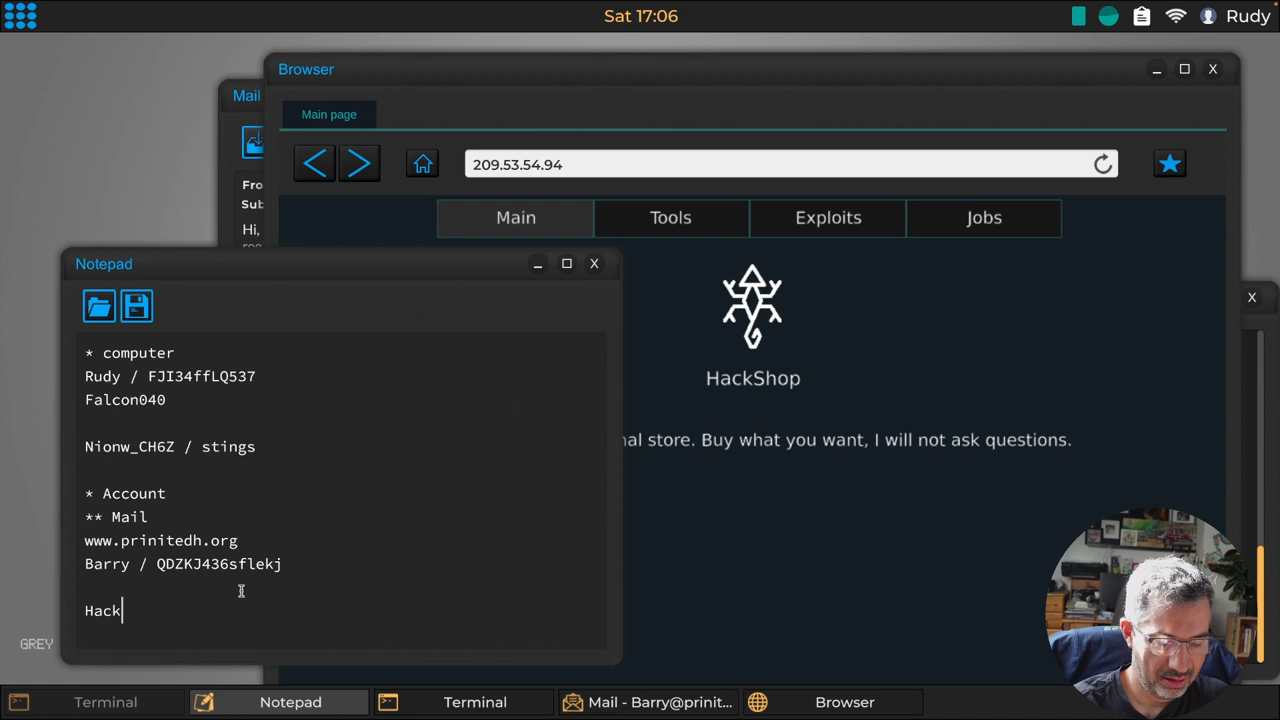 Sat 17:06
Rudy
Browser
Mail
Main page
209.53.54.94
Main
Tools
Exploits
Jobs
Fro
Sub
Hi,
HackShop
nal store. Buy what you want, I will not ask questions.
Notepad
* computer
Rudy / FJI34ffLQ537
Falcon040
Nionw_CH6Z / stings
* Account
** Mail
www.prinitedh.org
Barry / QDZKJ436sflekj
Hack
X
GREY
Terminal
Notepad
Terminal
Mail - Barry@prinit...
Browser